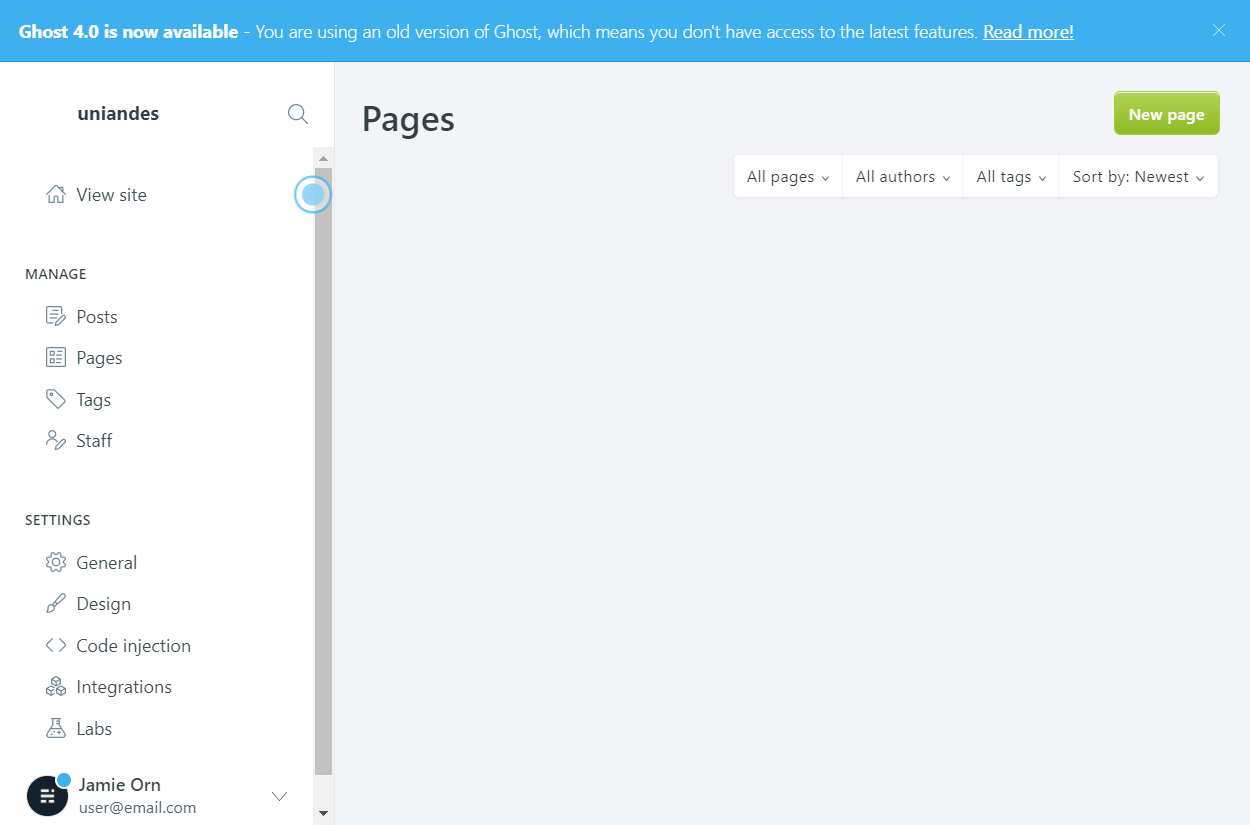 Ghost 4.0 is now available - You are using an old version of Ghost, which means you don't have access to the latest features. Read more!
uniandes
View site
MANAGE
Posts
Pages
Tags
Staff
SETTINGS
General
Design
Code injection
Integrations
Labs
Jamie Orn
user@email.com
Pages
New page
All pages
All authors
All tags
Sort by: Newest